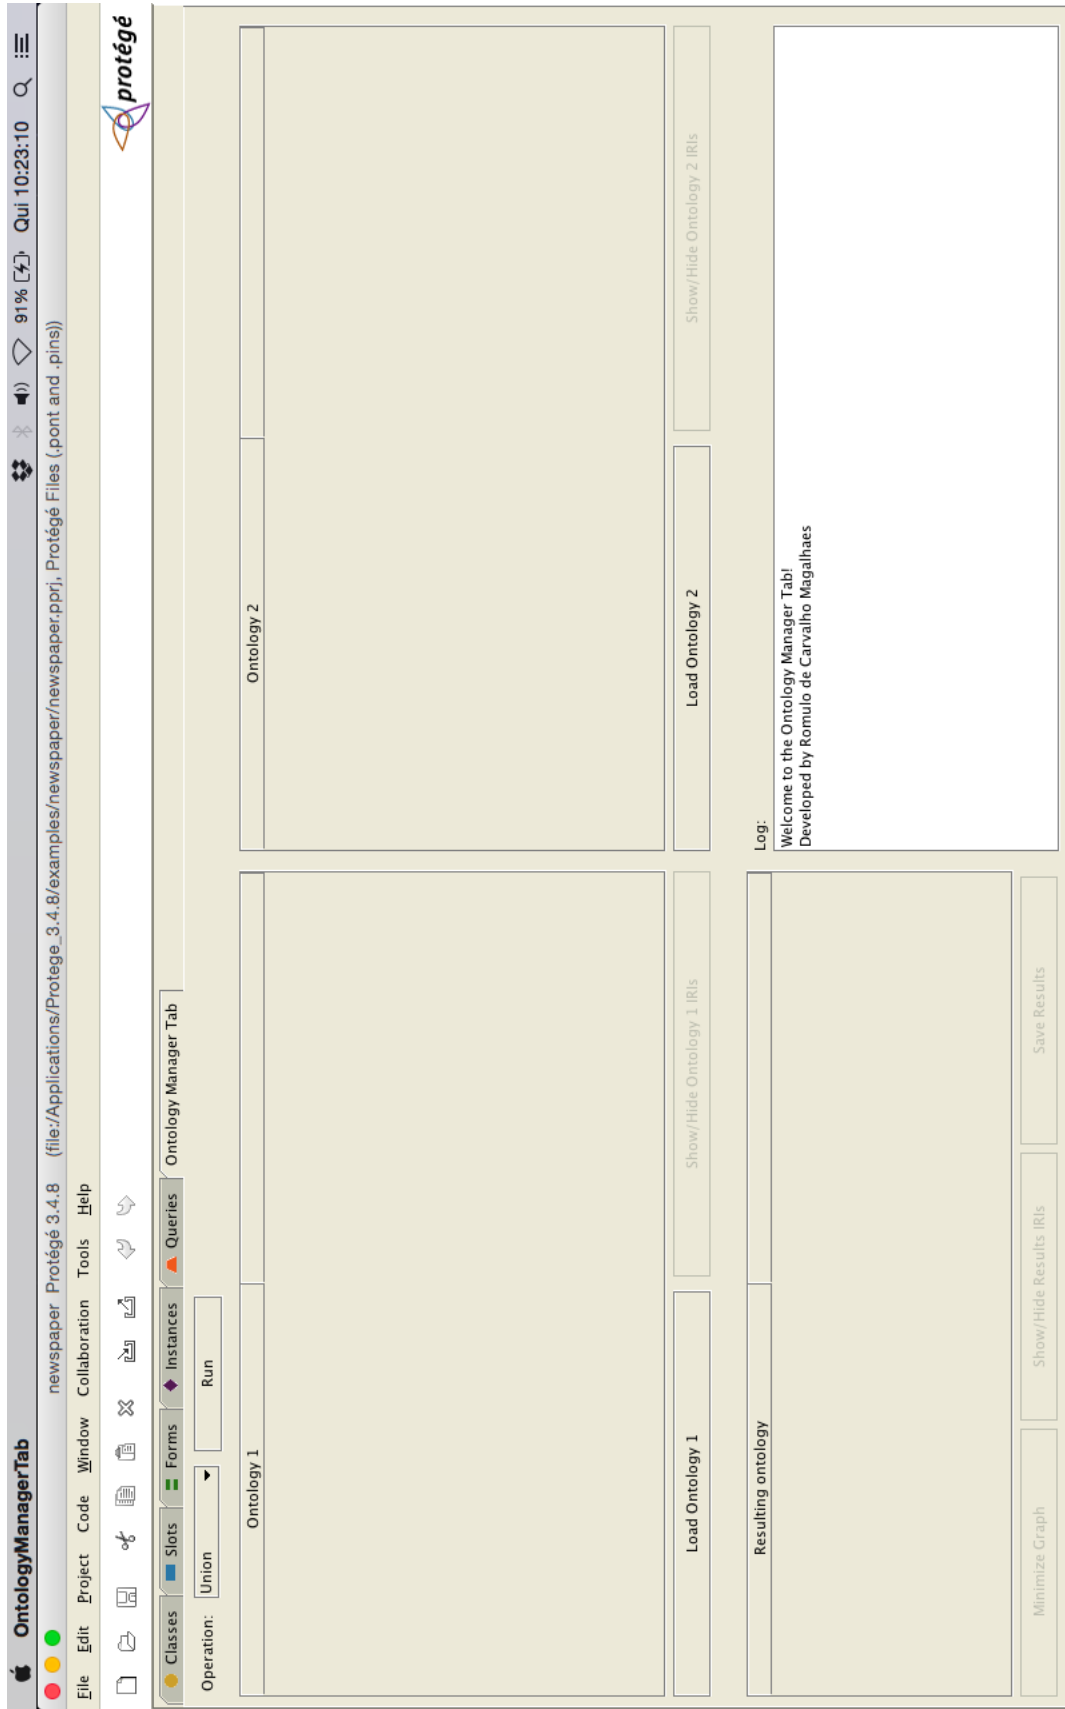 OntologyManagerTab 91% Qui 10:23:10
newspaper Protégé 3.4.8 (file:/Applications/Protege_3.4.8/examples/newspaper/newspaper.pprj, Protégé Files (.pont and .pins))
File Edit Project Code Window Collaboration Tools Help
protégé
Classes Slots Forms Instances Queries Ontology Manager Tab
Operation: Union Run
Ontology 1 Ontology 2
Load Ontology 1 Show/Hide Ontology 1 IRIs Load Ontology 2 Show/Hide Ontology 2 IRIs
Resulting ontology Log:
Welcome to the Ontology Manager Tab!
Developed by Romulo de Carvalho Magalhaes
Minimize Graph Show/Hide Results IRIs Save Results